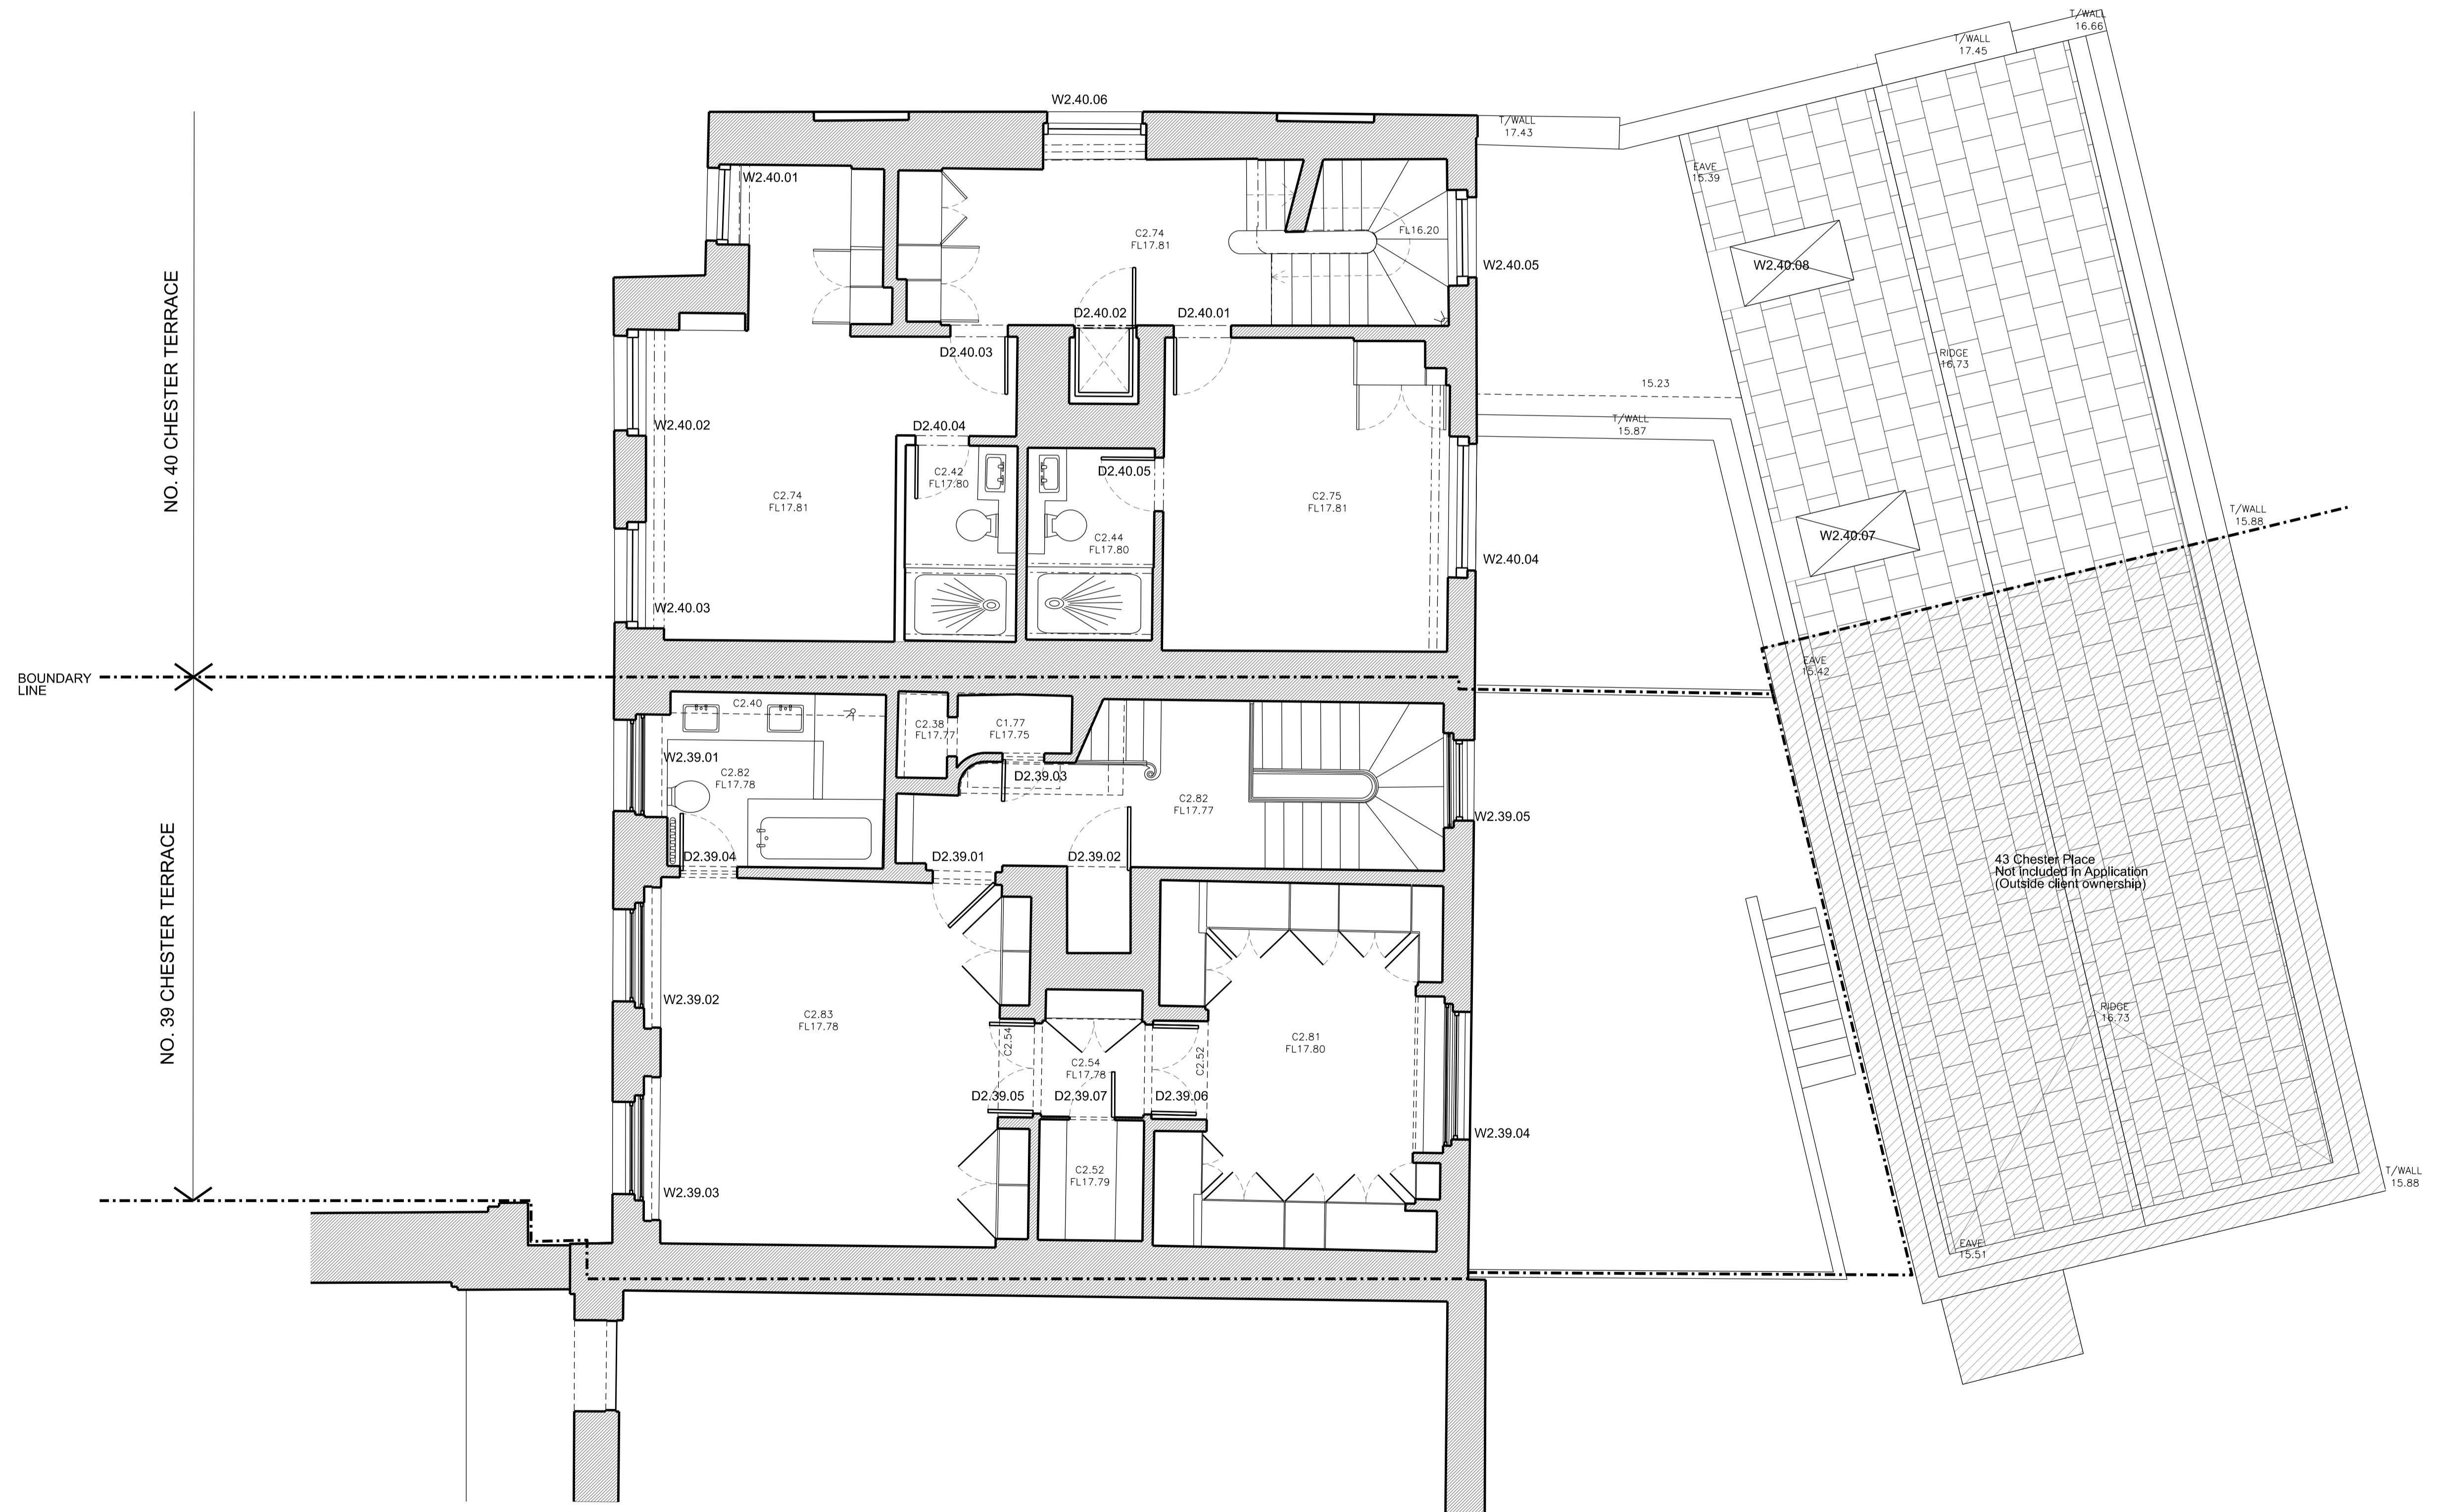 T/WALL
16.66
T/WALL
17.45
W2.40.06
T/WALL
17.43
EAVE
15.39
W2.40.01
C2.74
FL17.81
FL16.20
W2.40.05
W2.40.08
NO. 40 CHESTER TERRACE
D2.40.02
D2.40.01
D2.40.03
RIDGE
16.73
15.23
T/WALL
15.87
W2.40.02
D2.40.04
C2.42
FL17.80
D2.40.05
C2.74
FL17.81
C2.75
FL17.81
C2.44
FL17.80
T/WALL
15.88
W2.40.07
W2.40.04
W2.40.03
BOUNDARY
LINE
EAVE
15.42
C2.40
C2.38
FL17.77
C1.77
FL17.75
W2.39.01
C2.82
FL17.78
D2.39.03
C2.82
FL17.77
W2.39.05
NO. 39 CHESTER TERRACE
D2.39.04
D2.39.01
D2.39.02
43 Chester Place
Not included in Application
(Outside client ownership)
W2.39.02
C2.83
FL17.78
C2.54
C2.54
FL17.78
C2.52
C2.81
FL17.80
RIDGE
16.73
D2.39.05
D2.39.07
D2.39.06
W2.39.04
C2.52
FL17.79
W2.39.03
T/WALL
15.88
EAVE
15.51